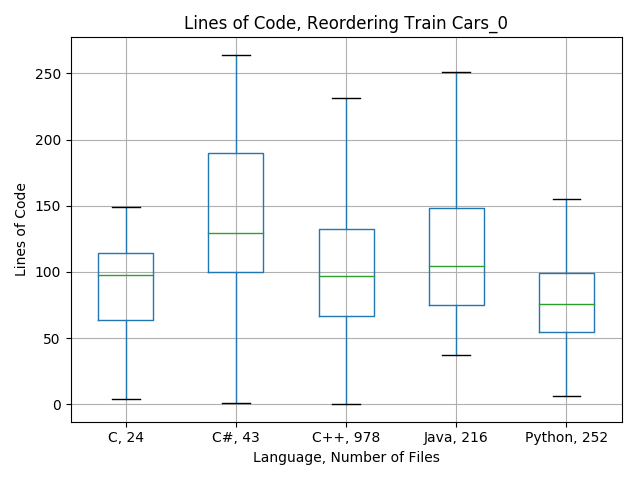 Lines of Code, Reordering Train Cars_0
Lines of Code
250
200
150
100
50
0
C, 24
C#, 43
C++, 978
Java, 216
Python, 252
Language, Number of Files